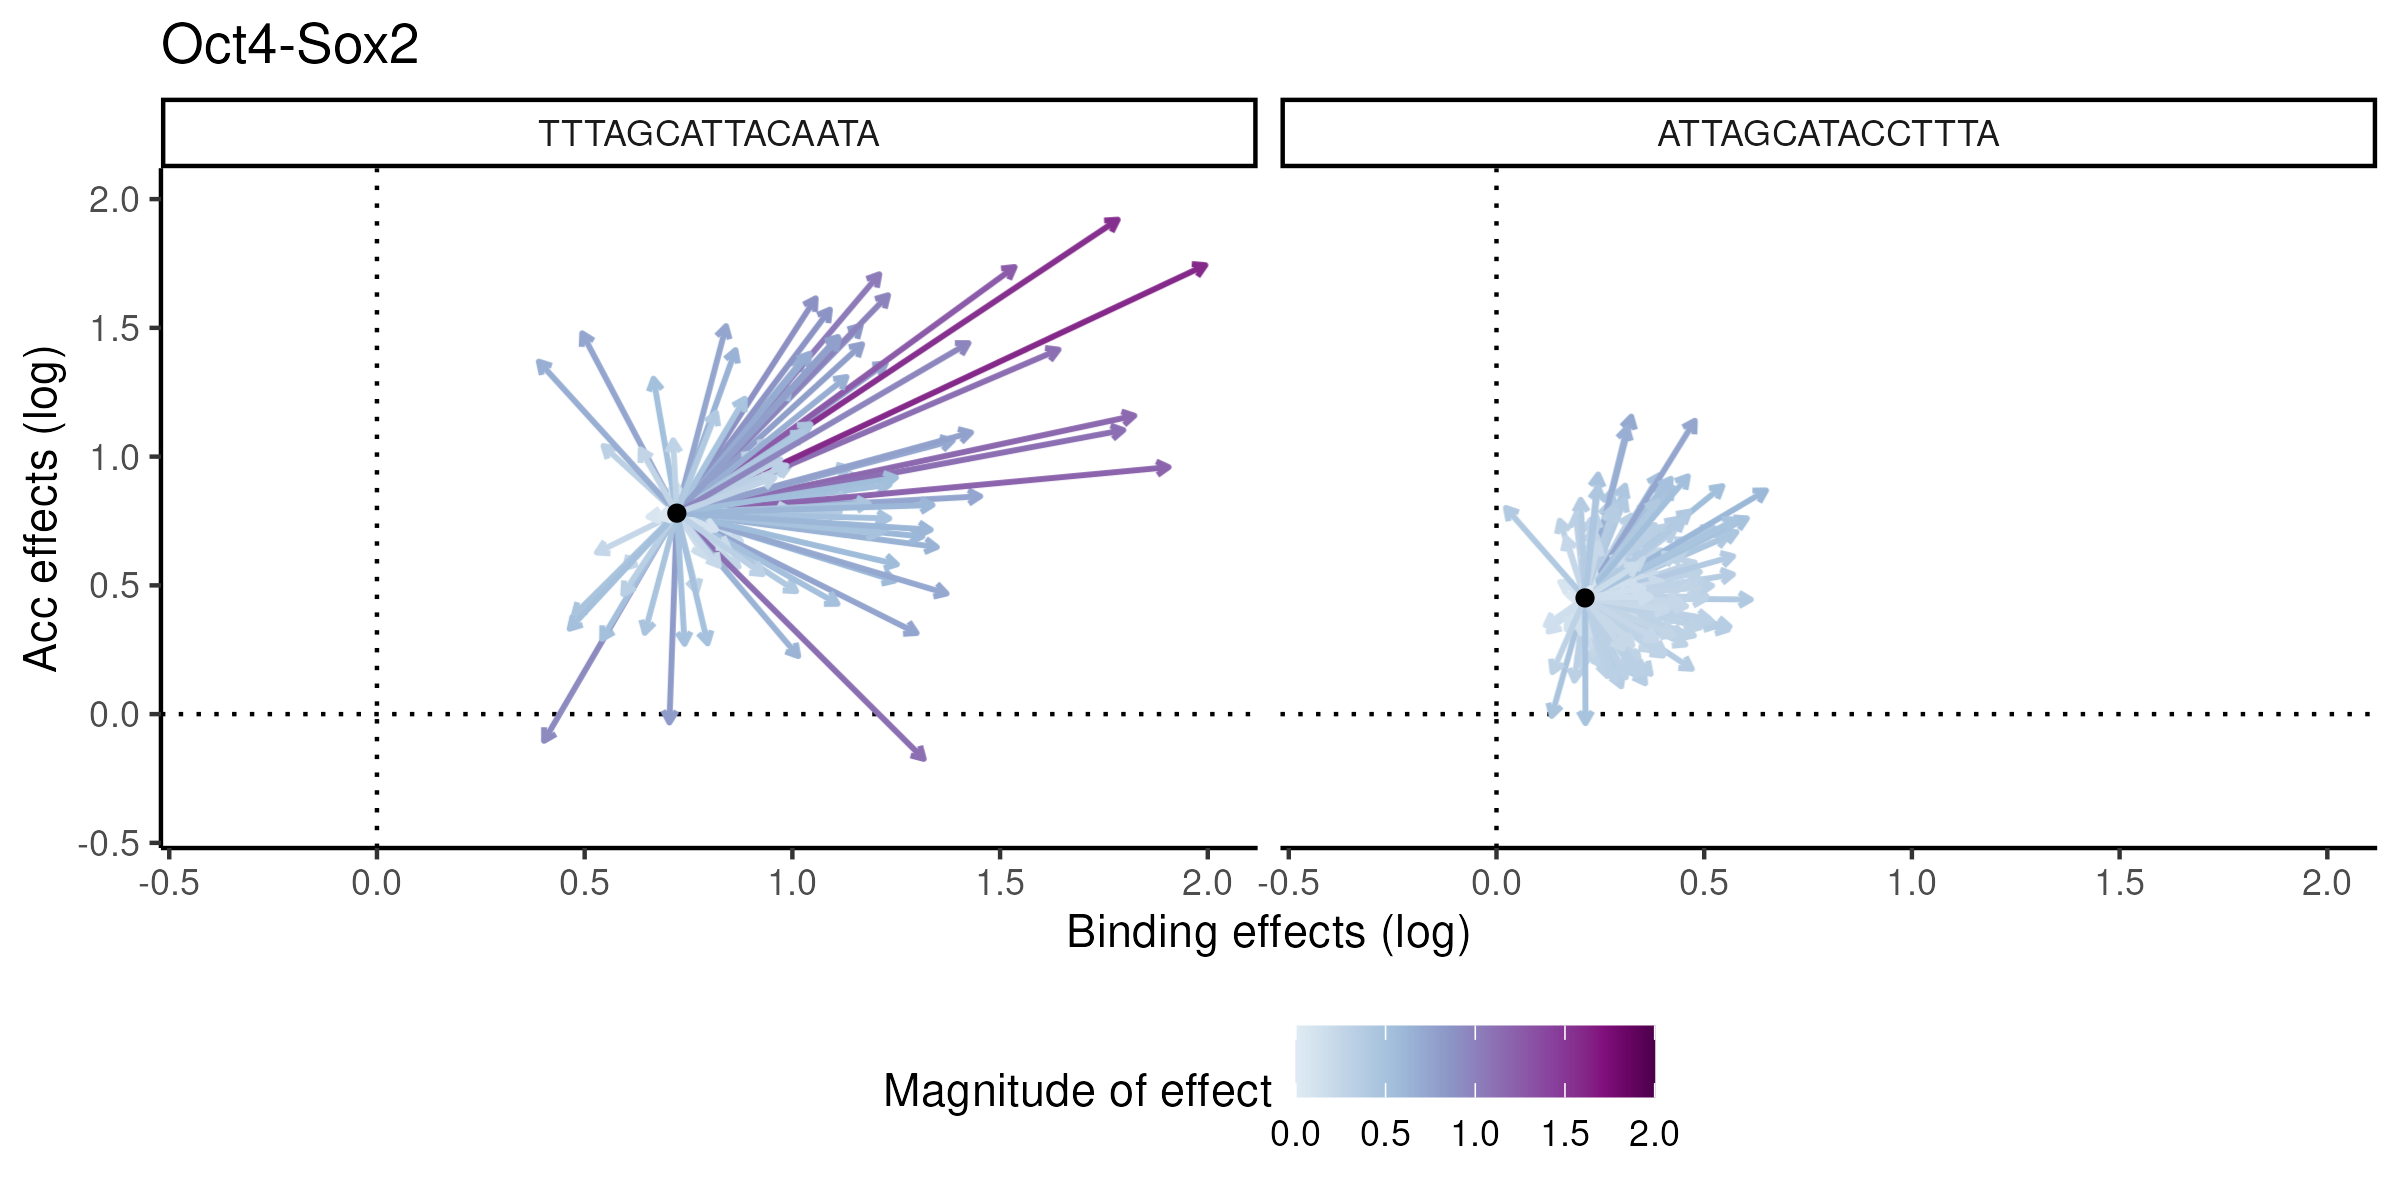 Oct4-Sox2
TTTAGCATTACAATA
ATTAGCATACCTTTA
Acc effects (log)
2.0
1.5
1.0
0.5
0.0
-0.5
-0.5 0.0 0.5 1.0 1.5 2.0
-0.5 0.0 0.5 1.0 1.5 2.0
Binding effects (log)
Magnitude of effect
0.0 0.5 1.0 1.5 2.0